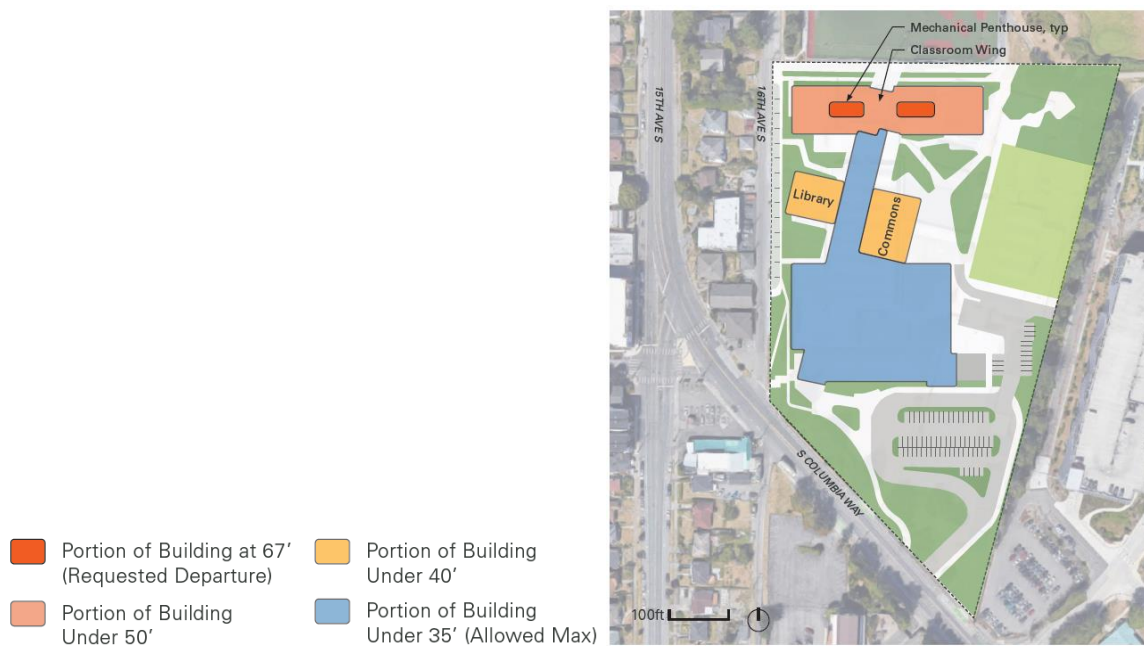 Mechanical Penthouse, typ
Classroom Wing
15TH AVE S
16TH AVE S
Library
Commons
S COLUMBIA WAY
Portion of Building at 67’
(Requested Departure)
Portion of Building
Under 40’
Portion of Building
Under 50’
Portion of Building
Under 35’ (Allowed Max)
100ft